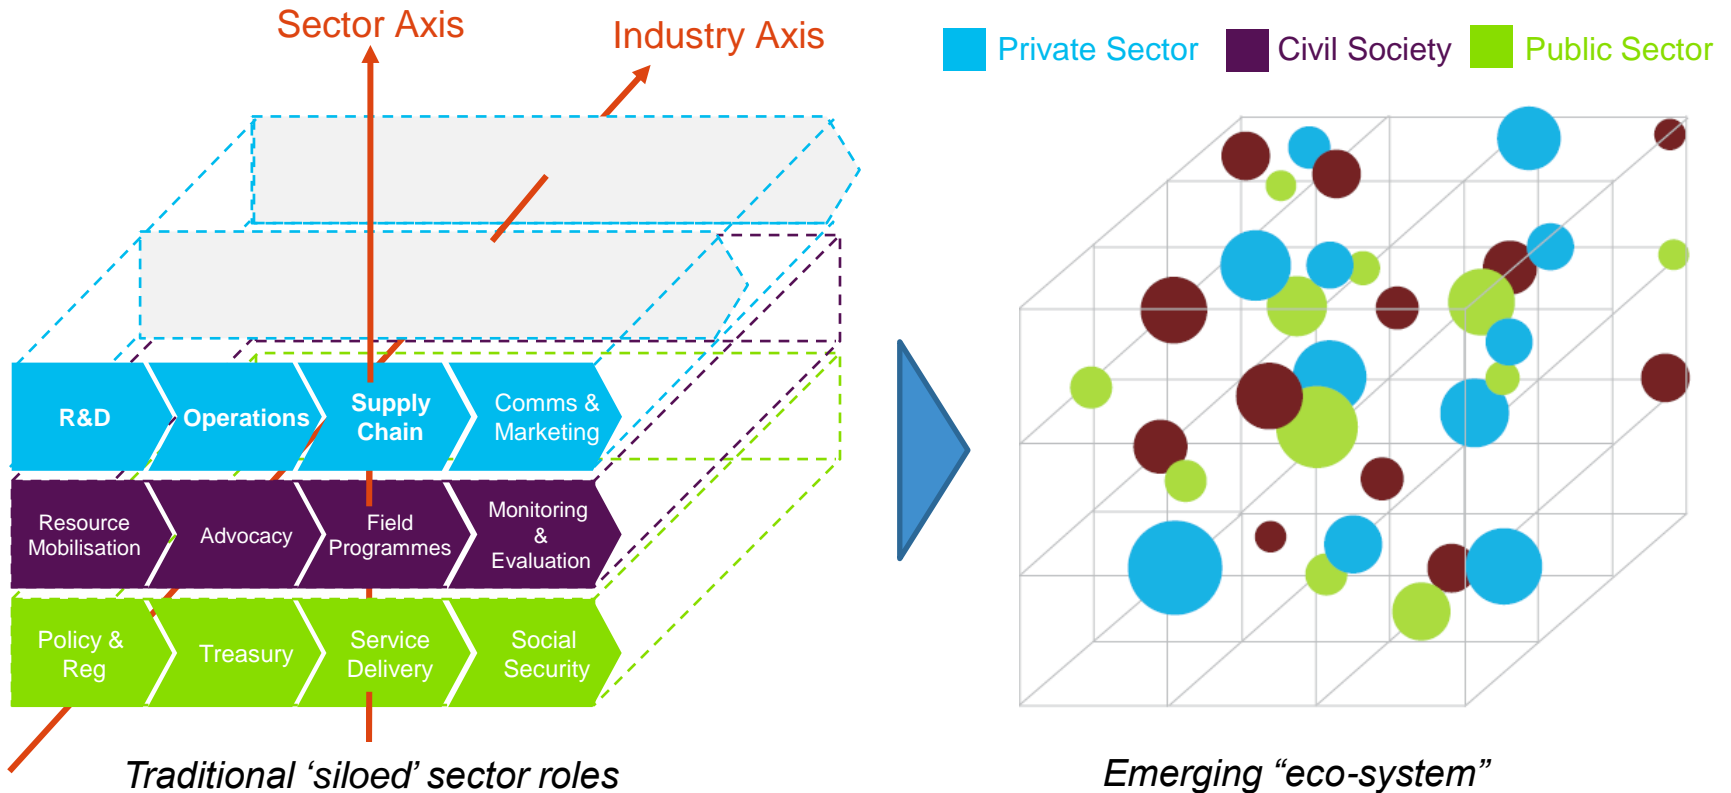 Sector Axis
Industry Axis
Private Sector
Civil Society
Public Sector
R&D
Operations
Supply
Chain
Comms &
Marketing
Resource
Mobilisation
Advocacy
Field
Programmes
Monitoring
&
Evaluation
Policy &
Reg
Treasury
Service
Delivery
Social
Security
Traditional ‘siloed’ sector roles
Emerging “eco-system”